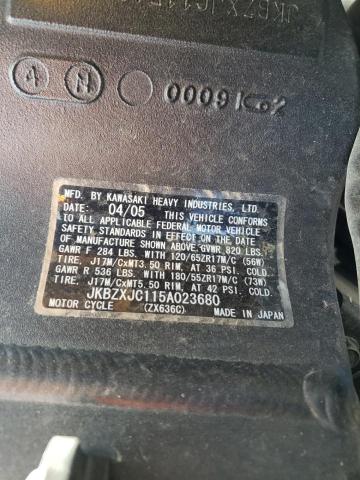 JKBZXJC11
4 N 00091
MFD. BY KAWASAKI HEAVY INDUSTRIES, LTD.
DATE: 04/05 THIS VEHICLE CONFORMS
TO ALL APPLICABLE FEDERAL MOTOR VEHICLE
SAFETY STANDARDS IN EFFECT ON THE DATE
OF MANUFACTURE SHOWN ABOVE. GVWR 820 LBS.
GAWR F 284 LBS. WITH 120/65ZR17M/C (56W)
TIRE, J17M/CxMT3.50 RIM, AT 36 PSI. COLD
GAWR R 536 LBS. WITH 180/55ZR17M/C (73W)
TIRE, J17M/CxMT5.50 RIM, AT 42 PSI. COLD.
JKBZXJC115A023680
MOTOR CYCLE (ZX636C) MADE IN JAPAN